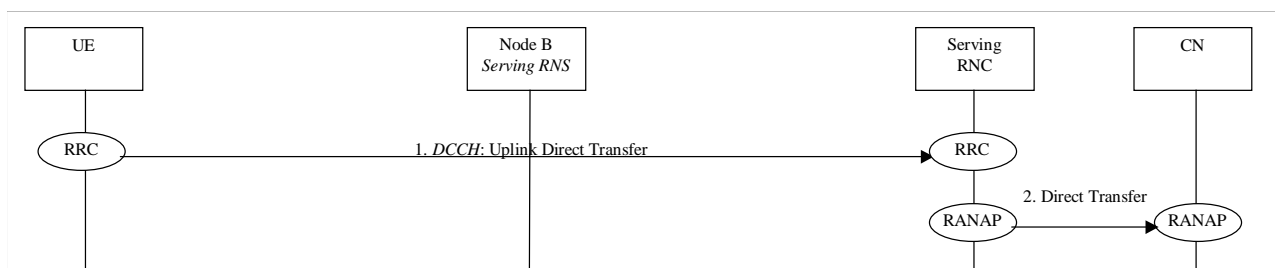 UE
Node B
Serving RNS
Serving
RNC
CN
RRC
1. DCCH: Uplink Direct Transfer
RRC
2. Direct Transfer
RANAP
RANAP